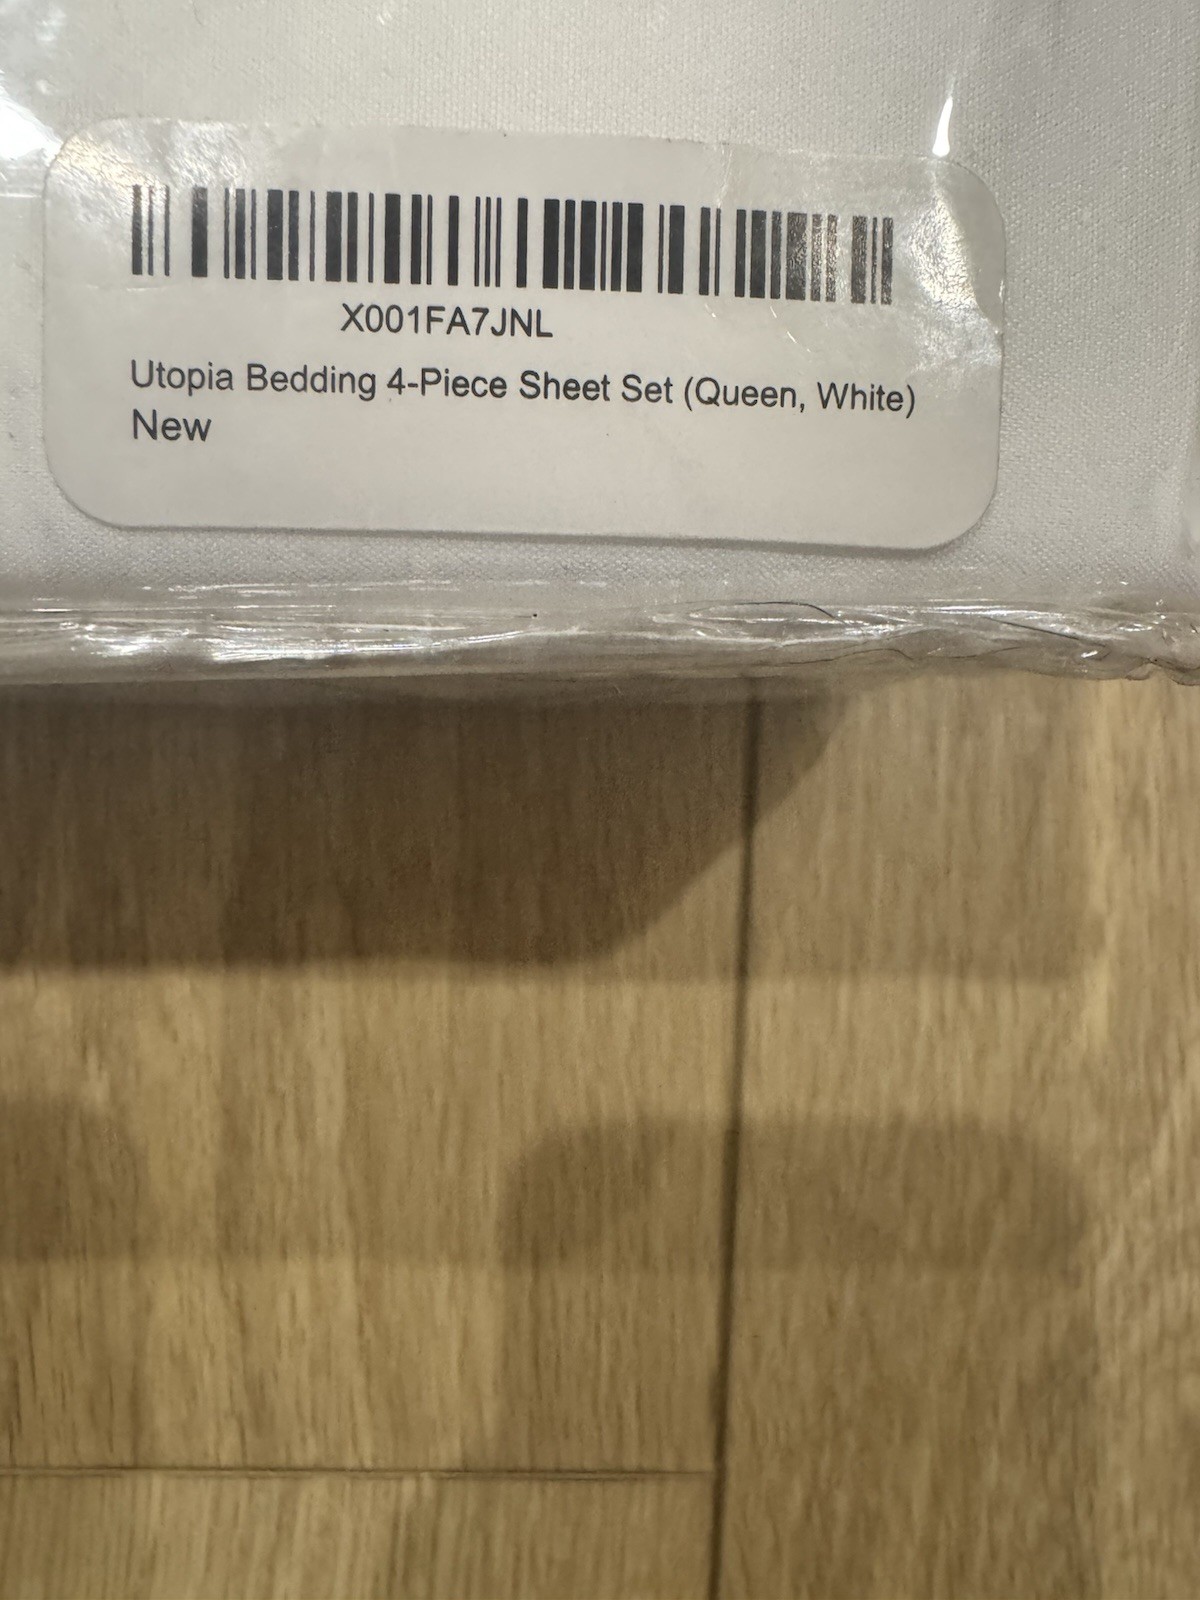 X001FA7JNL
Utopia Bedding 4-Piece Sheet Set (Queen, White)
New